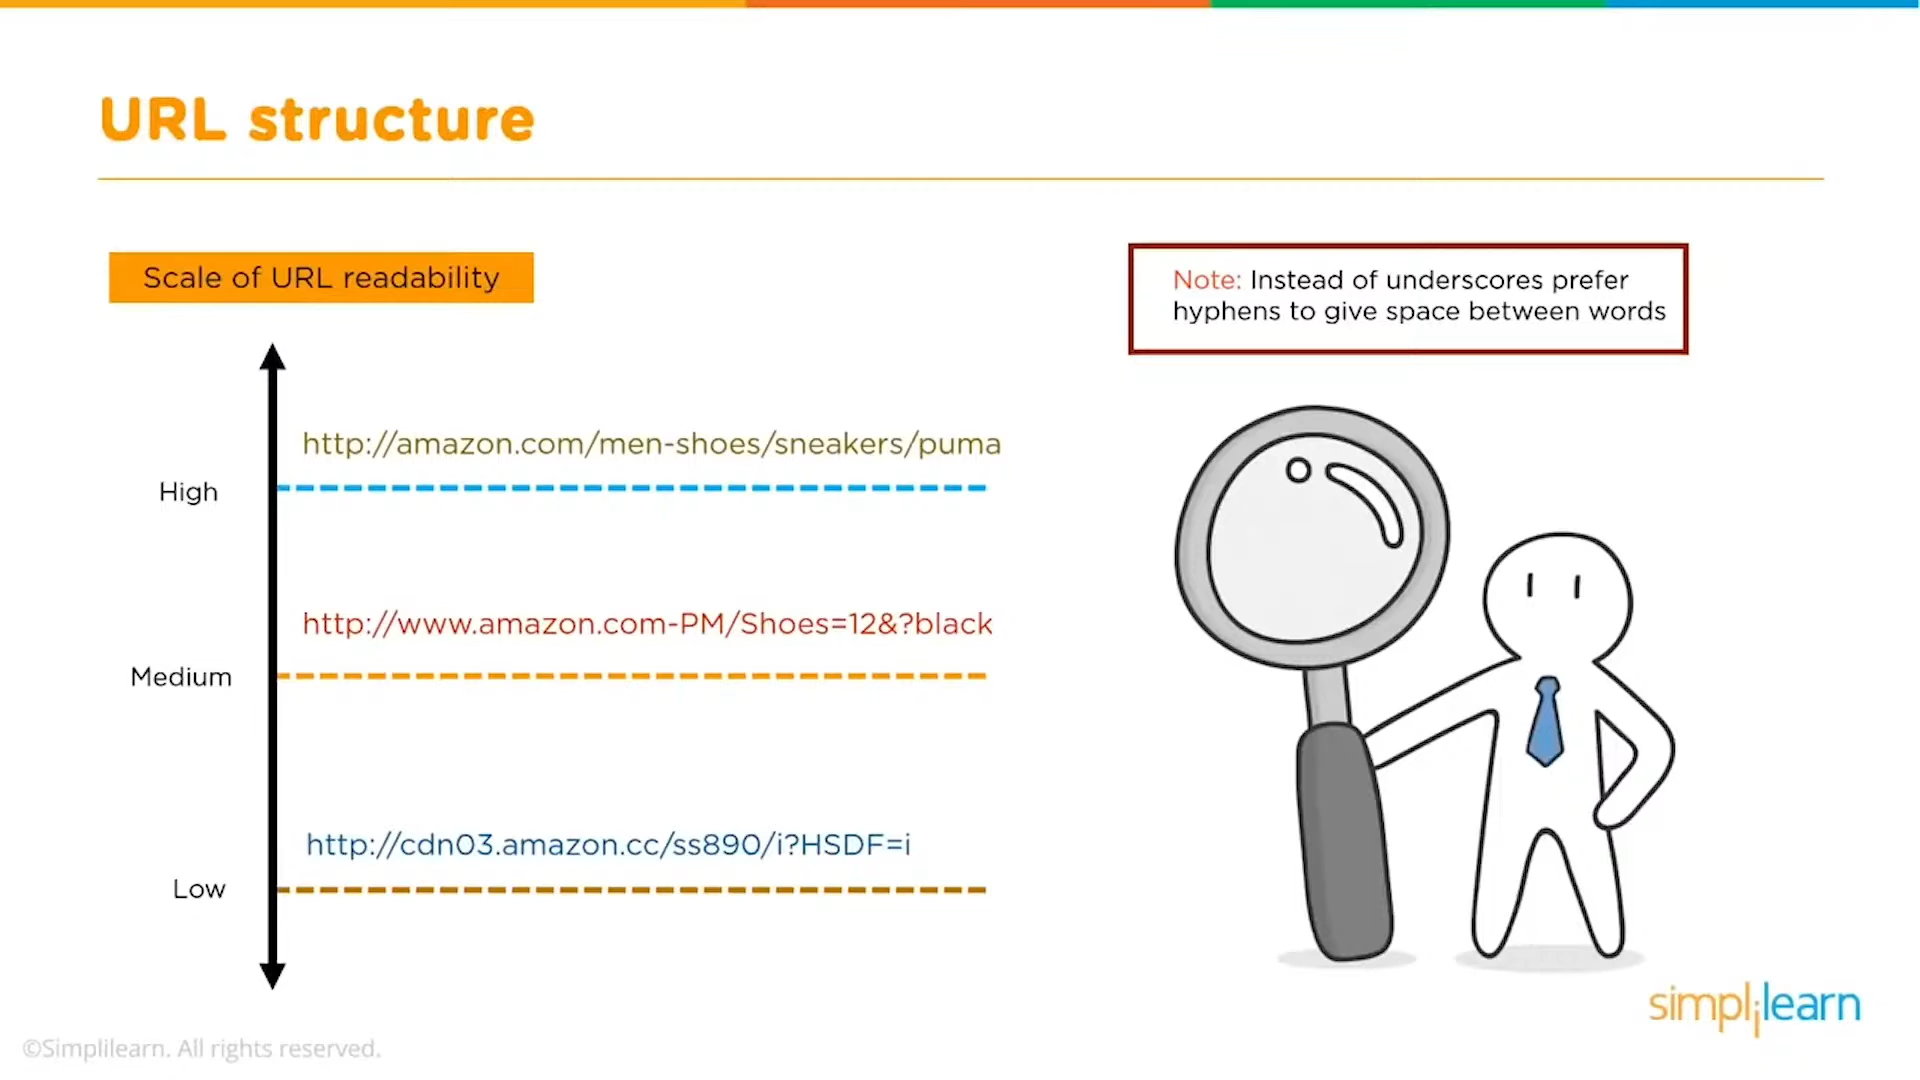 URL structure
Scale of URL readability
Note: Instead of underscores prefer
hyphens to give space between words
http://amazon.com/men-shoes/sneakers/puma
High
http://www.amazon.com-PM/Shoes=12&?black
Medium
http://cdn03.amazon.cc/ss890/i?HSDF=i
Low
simplilearn
©Simplilearn. All rights reserved.